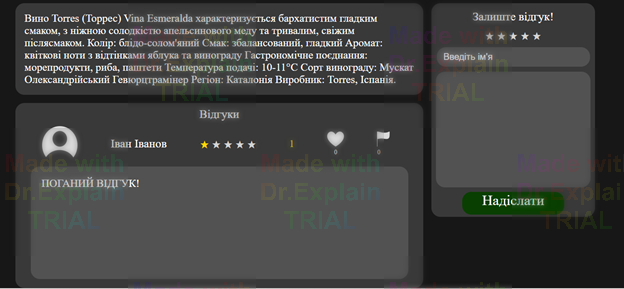 Вино Torres (Торрес) Vina Esmeralda характеризується бархатистим гладким
смаком, з ніжною солодкістю апельсинового меду та тривалим, свіжим
післясмаком. Колір: блідо-солом'яний Смак: збалансований, гладкий Аромат:
квіткові ноти з відтінками яблука та винограду Гастрономічне поєднання:
морепродукти, риба, паштети Температура подачі: 10-11°С Сорт винограду: Мускат
Олександрійський Гевюрцтрамінер Регіон: Каталонія Виробник: Torres, Іспанія.
Відгуки
Іван Іванов
1
0
0
ПОГАНИЙ ВІДГУК!
Залиште відгук!
Введіть ім'я
Надіслати
Made with
Dr.Explain
TRIAL
Made with
Dr.Explain
TRIAL
Made with
Dr.Explain
TRIAL